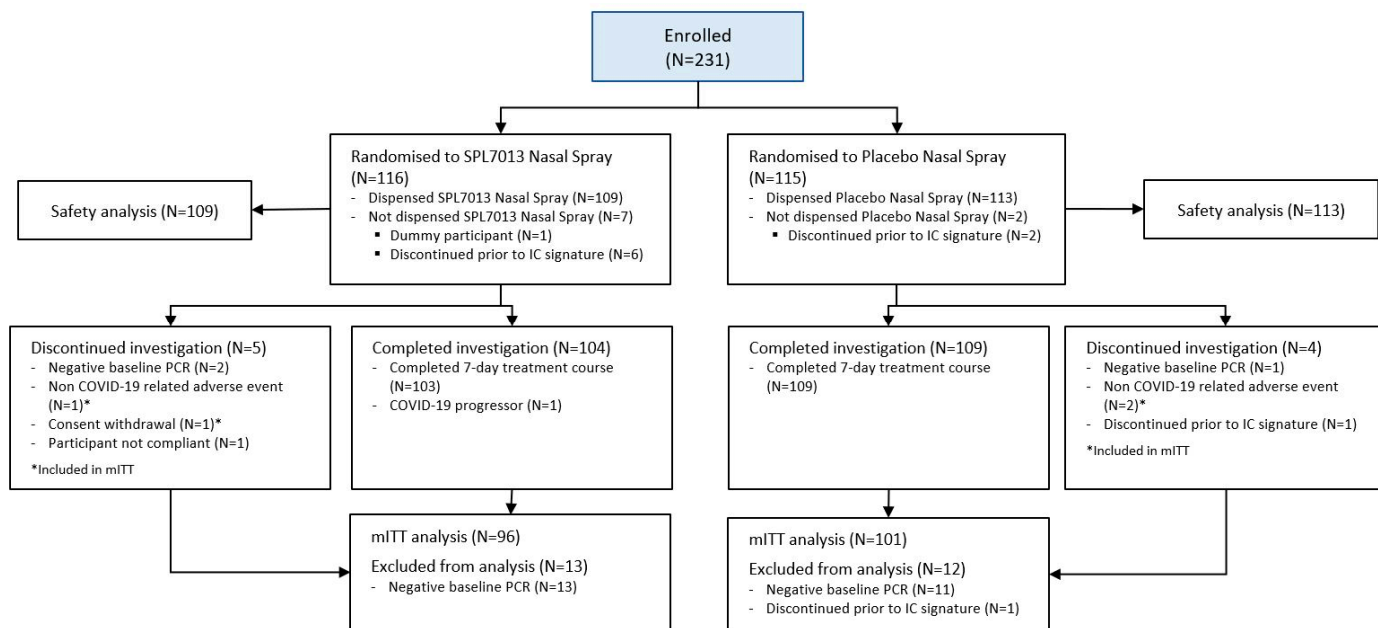 Enrolled
(N=231)
Randomised to SPL7013 Nasal Spray
(N=116)
- Dispensed SPL7013 Nasal Spray (N=109)
- Not dispensed SPL7013 Nasal Spray (N=7)
▪ Dummy participant (N=1)
▪ Discontinued prior to IC signature (N=6)
Randomised to Placebo Nasal Spray
(N=115)
- Dispensed Placebo Nasal Spray (N=113)
- Not dispensed Placebo Nasal Spray (N=2)
▪ Discontinued prior to IC signature (N=2)
Safety analysis (N=109)
Safety analysis (N=113)
Discontinued investigation (N=5)
- Negative baseline PCR (N=2)
- Non COVID-19 related adverse event
(N=1)*
- Consent withdrawal (N=1)*
- Participant not compliant (N=1)
*Included in mITT
Completed investigation (N=104)
- Completed 7-day treatment course
(N=103)
- COVID-19 progressor (N=1)
Completed investigation (N=109)
- Completed 7-day treatment course
(N=109)
Discontinued investigation (N=4)
- Negative baseline PCR (N=1)
- Non COVID-19 related adverse event
(N=2)*
- Discontinued prior to IC signature (N=1)
*Included in mITT
mITT analysis (N=96)
Excluded from analysis (N=13)
- Negative baseline PCR (N=13)
mITT analysis (N=101)
Excluded from analysis (N=12)
- Negative baseline PCR (N=11)
- Discontinued prior to IC signature (N=1)